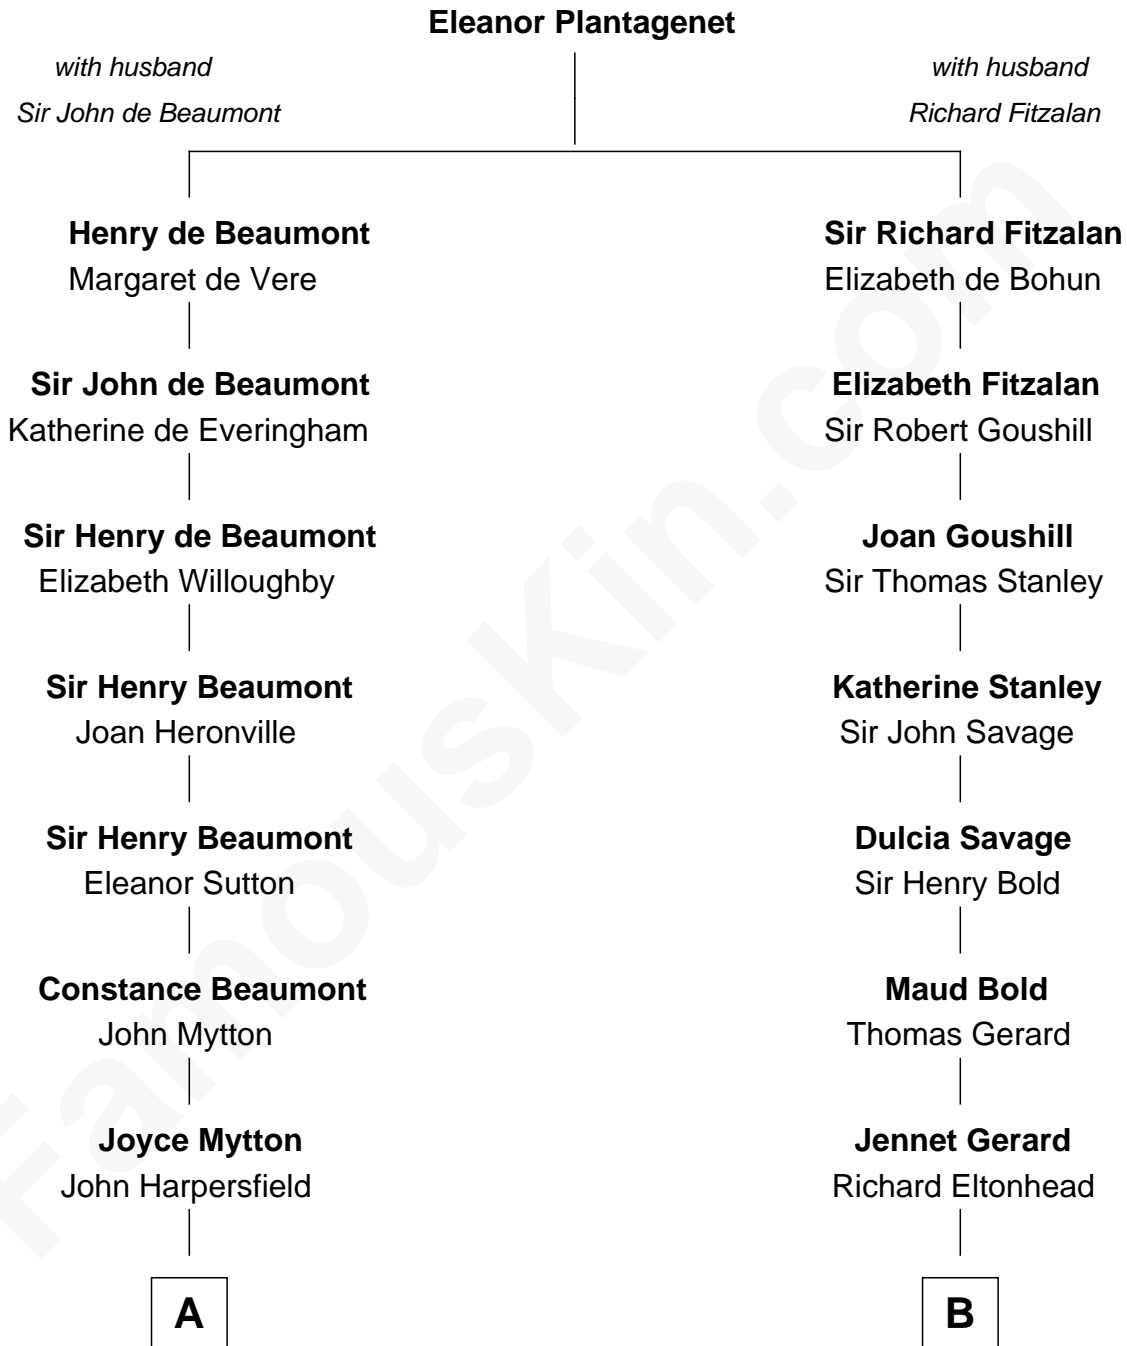 Eleanor Plantagenet
with husband
Sir John de Beaumont
with husband
Richard Fitzalan
Henry de Beaumont
Margaret de Vere
Sir Richard Fitzalan
Elizabeth de Bohun
Sir John de Beaumont
Katherine de Everingham
Elizabeth Fitzalan
Sir Robert Goushill
Sir Henry de Beaumont
Elizabeth Willoughby
Joan Goushill
Sir Thomas Stanley
Sir Henry Beaumont
Joan Heronville
Katherine Stanley
Sir John Savage
Sir Henry Beaumont
Eleanor Sutton
Dulcia Savage
Sir Henry Bold
Constance Beaumont
John Mytton
Maud Bold
Thomas Gerard
Joyce Mytton
John Harpersfield
Jennet Gerard
Richard Eltonhead
A
B
FamousKin.com